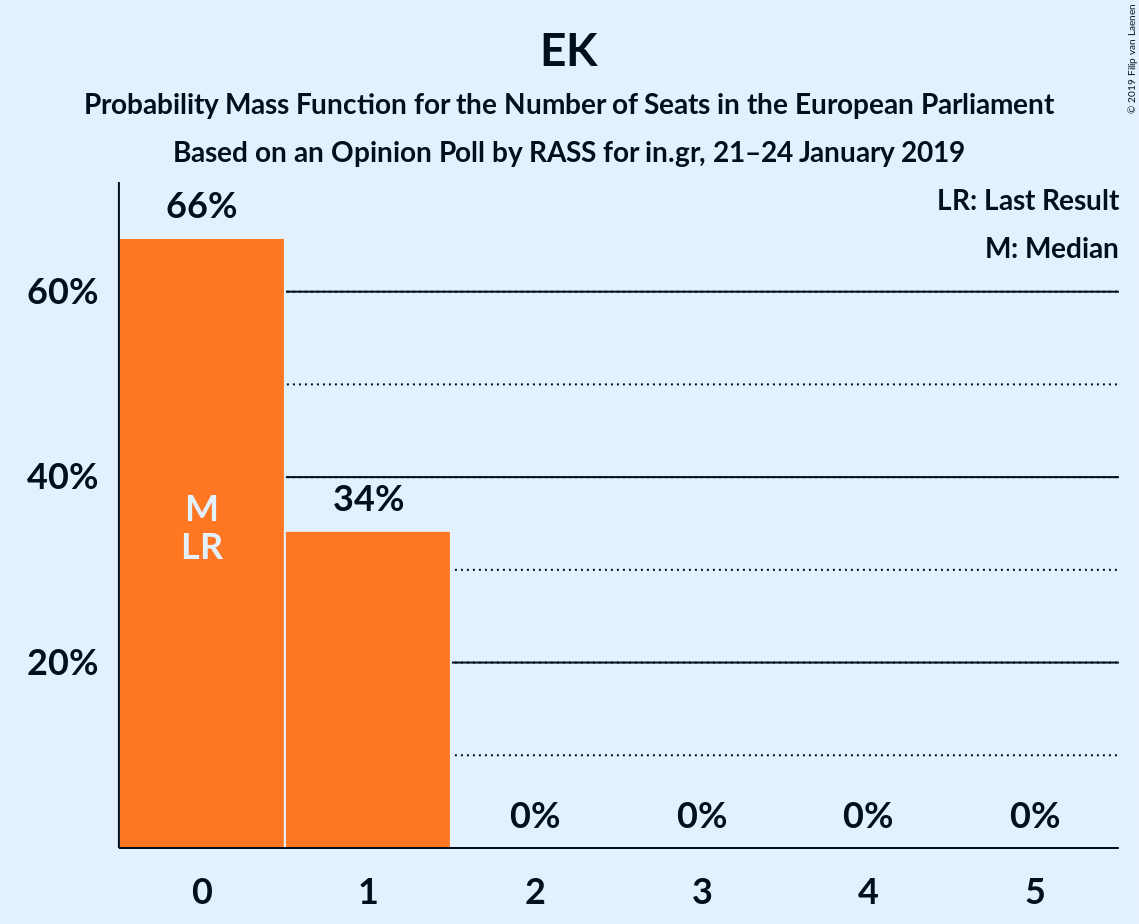 EK
Probability Mass Function for the Number of Seats in the European Parliament
Based on an Opinion Poll by RASS for in.gr, 21–24 January 2019
© 2019 Filip van Laenen
LR: Last Result
M: Median
66%
60%
40%
34%
M
LR
20%
0%
0%
0%
0%
0
1
2
3
4
5